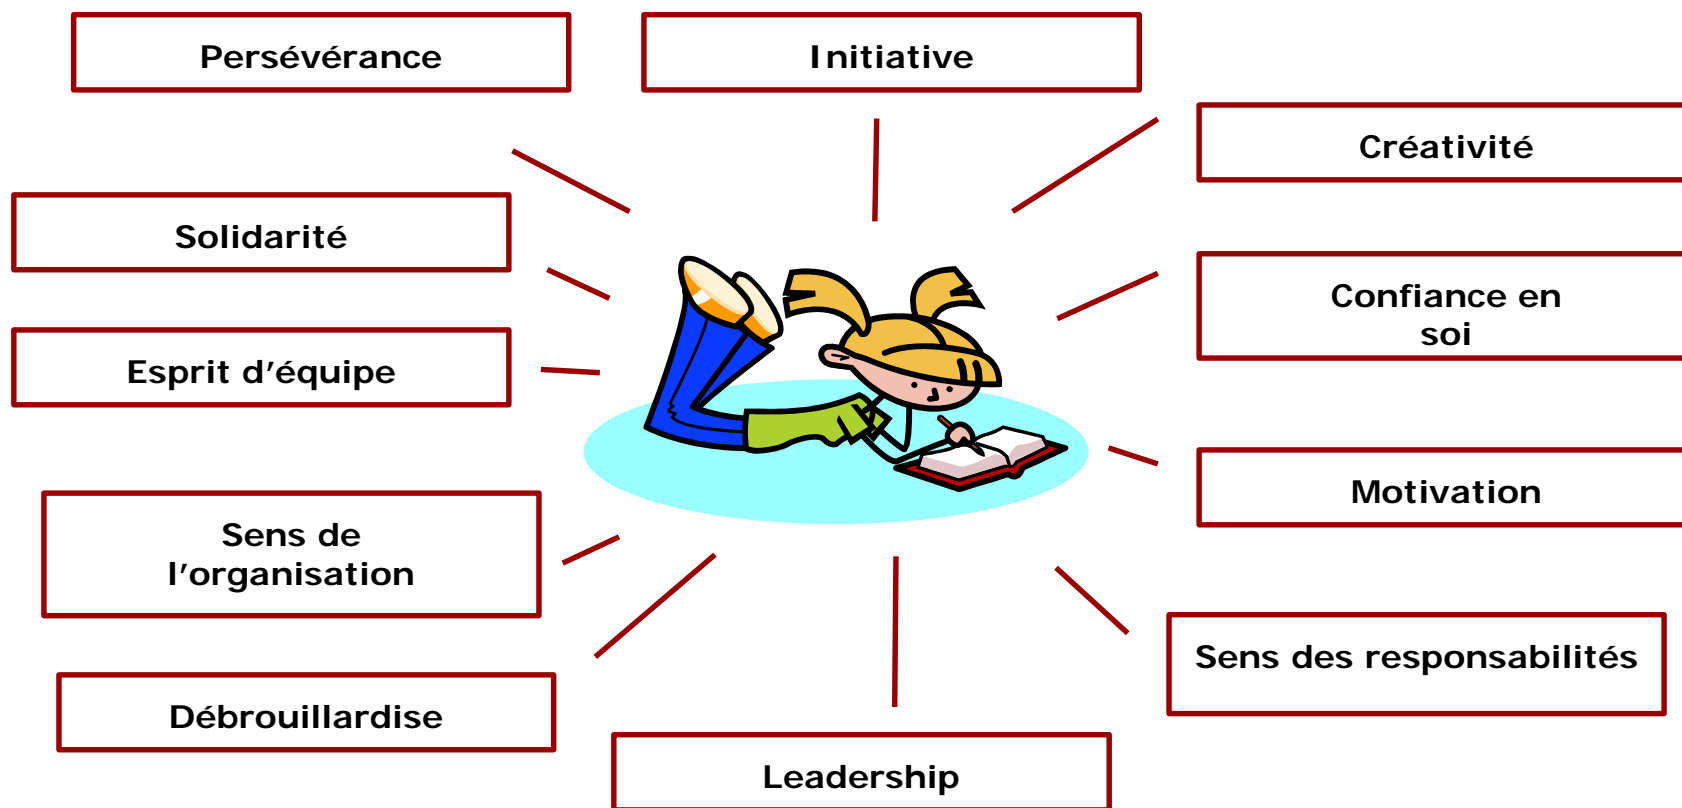 Persévérance
Initiative
Créativité
Solidarité
Confiance en
soi
Esprit d’équipe
Motivation
Sens de
l’organisation
Sens des responsabilités
Débrouillardise
Leadership